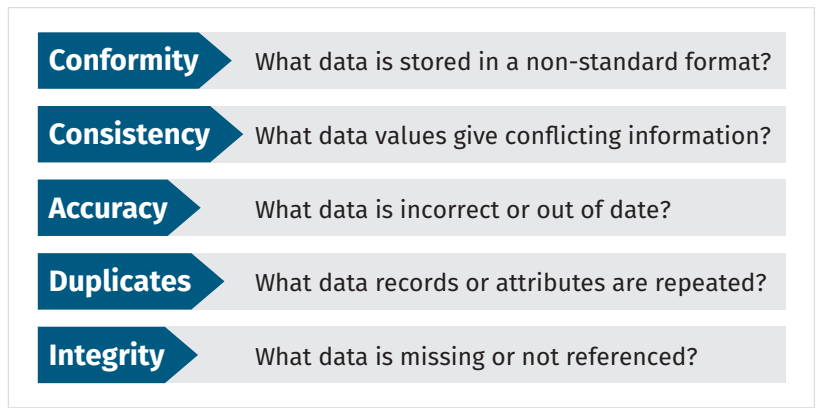 Conformity What data is stored in a non-standard format?
Consistency What data values give conflicting information?
Accuracy What data is incorrect or out of date?
Duplicates What data records or attributes are repeated?
Integrity What data is missing or not referenced?